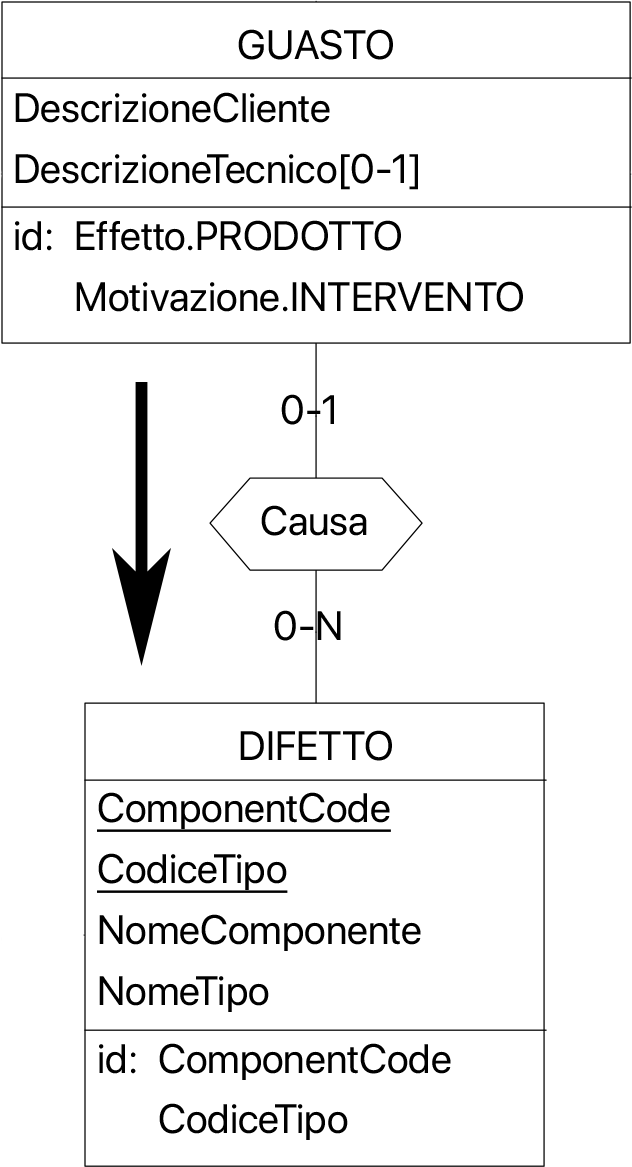 GUASTO
DescrizioneCliente
DescrizioneTecnico[0-1]
id: Effetto.PRODOTTO
Motivazione.INTERVENTO
0-1
Causa
0-N
DIFETTO
ComponentCode
CodiceTipo
NomeComponente
NomeTipo
id: ComponentCode
CodiceTipo